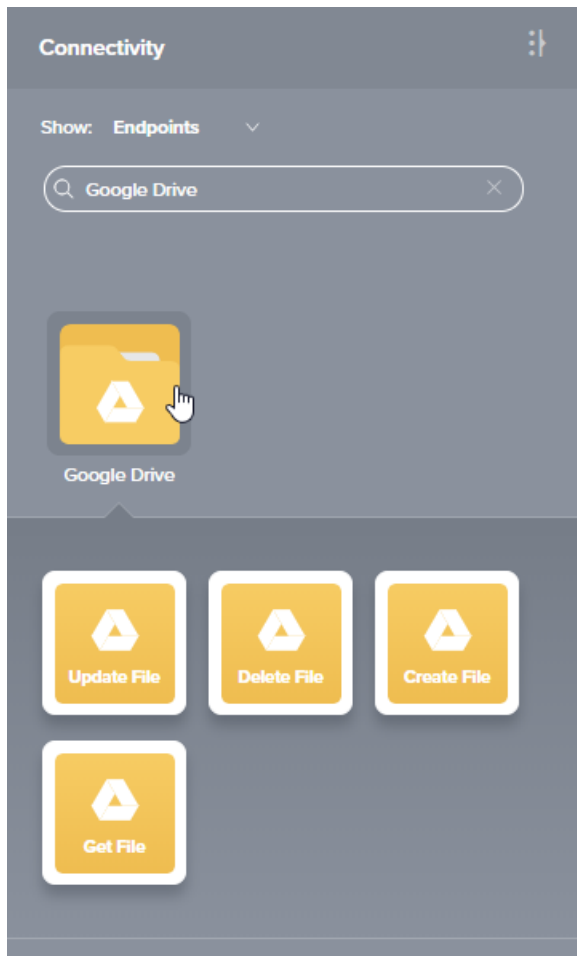 Connectivity
Show: Endpoints
Google Drive
Google Drive
Update File Delete File Create File
Get File